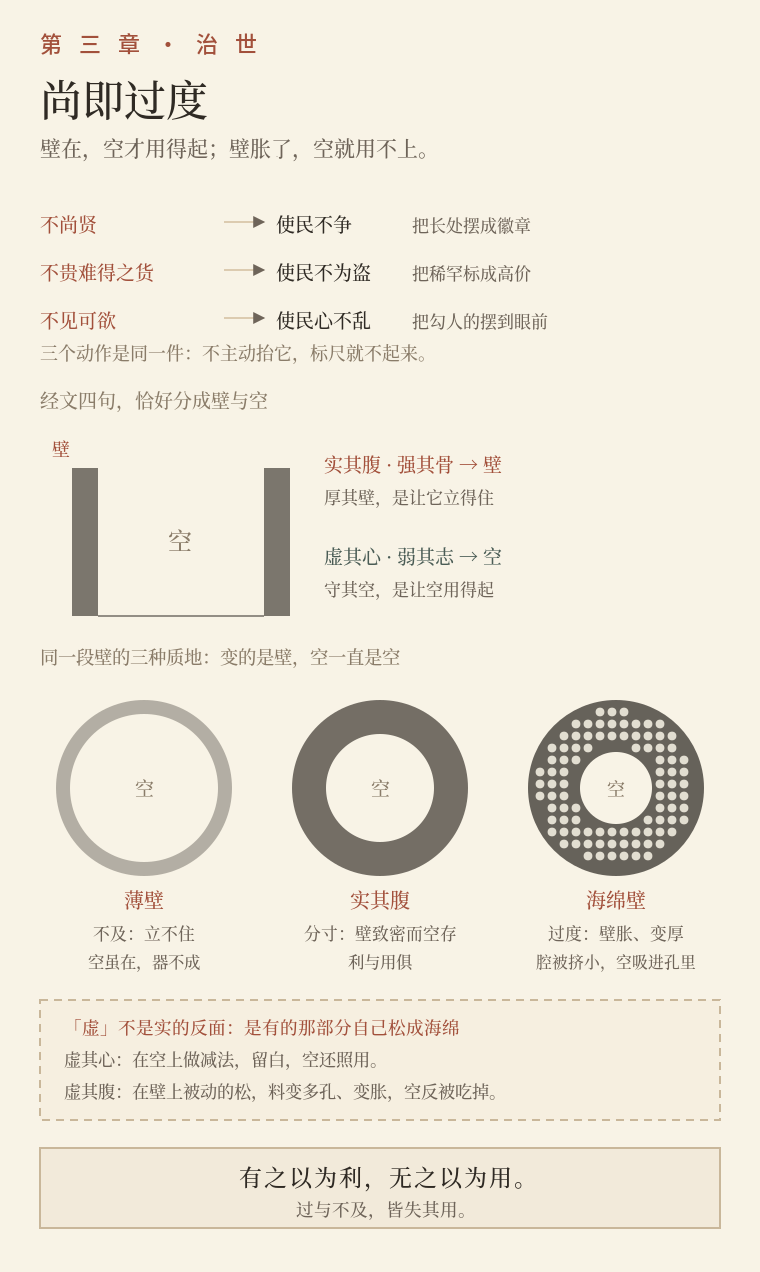 第三章·治世
尚即过度
壁在，空才用得起；壁胀了，空就用不上。
不尚贤 使民不争 把长处摆成徽章
不贵难得之货 使民不为盗 把稀罕标成高价
不见可欲 使民心不乱 把勾人的摆到眼前
三个动作是同一件：不主动抬它，标尺就不起来。
经文四句，恰好分成壁与空
壁
空
实其腹 · 强其骨 → 壁
厚其壁，是让它立得住
虚其心 · 弱其志 → 空
守其空，是让空用得起
同一段壁的三种质地：变的是壁，空一直是空
空 空 空
薄壁 实其腹 海绵壁
不及：立不住 分寸：壁致密而空存 过度：壁胀、变厚
空虽在，器不成 利与用俱 腔被挤小，空吸进孔里
「虚」不是实的反面：是有的那部分自己松成海绵
虚其心：在空上做减法，留白，空还照用。
虚其腹：在壁上被动的松，料变多孔、变胀，空反被吃掉。
有之以为利，无之以为用。
过与不及，皆失其用。